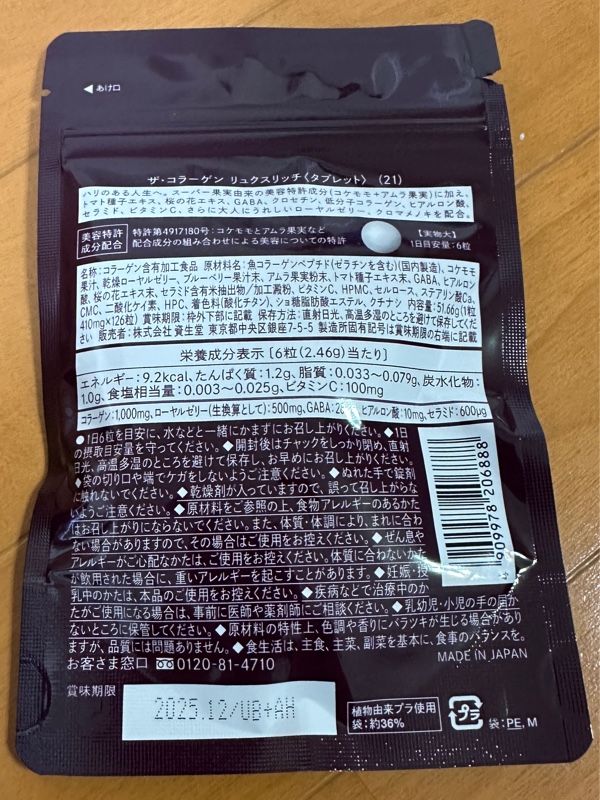 ◀ あけ口
ザ・コラーゲン リュクスリッチ〈タブレット〉 (21)
ハリのある人生へ。スーパー果実由来の美容特許成分(コケモモ+アムラ果実)に加え、
トマト種子エキス、桜の花エキス、GABA、クロセチン、低分子コラーゲン、ヒアルロン酸、
セラミド、ビタミンC、さらに大人にうれしいローヤルゼリー、クロマメノキを配合。
美容特許
成分配合
特許第4917180号:コケモモとアムラ果実など
配合成分の組み合わせによる美容についての特許
【実物大】
1日目安量:6粒
名称:コラーゲン含有加工食品 原材料名:魚コラーゲンペプチド(ゼラチンを含む)(国内製造)、コケモモ
果汁、乾燥ローヤルゼリー、ブルーベリー果汁末、アムラ果実粉末、トマト種子エキス末、GABA、ヒアルロン
酸、桜の花エキス末、セラミド含有米抽出物/加工澱粉、ビタミンC、HPMC、セルロース、ステアリン酸Ca、
CMC、二酸化ケイ素、HPC、着色料(酸化チタン)、ショ糖脂肪酸エステル、クチナシ 内容量:51.66g(1粒
410mg×126粒) 賞味期限:枠外下部に記載 保存方法:直射日光、高温多湿のところを避けて保存してくだ
さい 販売者:株式会社 資生堂 東京都中央区銀座7-5-5 製造所固有記号は賞味期限の右端に記載
栄養成分表示 [6粒(2.46g)当たり]
エネルギー:9.2kcal、たんぱく質:1.2g、脂質:0.033〜0.079g、炭水化物:
1.0g、食塩相当量:0.003〜0.025g、ビタミンC:100mg
コラーゲン:1,000mg、ローヤルゼリー(生換算として):500mg、GABA:20mg、ヒアルロン酸:10mg、セラミド:600μg
●1日6粒を目安に、水などと一緒にかまずにお召し上がりください。◆1日
の摂取目安量を守ってください。◆開封後はチャックをしっかり閉め、直射
日光、高温多湿のところを避けて保存し、お早めにお召し上がりください。
◆袋の切り口や端でケガをしないようご注意ください。◆ぬれた手で錠剤
に触れないでください。◆乾燥剤が入っていますので、誤って召し上がらな
いようご注意ください。◆原材料をご参照の上、食物アレルギーのあるかた
はお召し上がりにならないでください。また、体質・体調により、まれに合わ
ない場合がありますので、その場合はご使用をお控えください。◆ぜん息や
アレルギーがご心配なかたは、ご使用をお控えください。体質に合わないかた
が飲用された場合に、重いアレルギーを起こすことがあります。◆妊娠・授
乳中のかたは、本品のご使用をお控えください。◆疾病などで治療中のか
たがご使用になる場合は、事前に医師や薬剤師にご相談ください。◆乳幼児・小児の手の届か
ないところに保管してください。◆原材料の特性上、色調や香りにバラツキが生じる場合があり
ますが、品質には問題ありません。◆食生活は、主食、主菜、副菜を基本に、食事のバランスを。
お客さま窓口 0120-81-4710
MADE IN JAPAN
4909978206888
賞味期限
2025.12/UB+AH
植物由来プラ使用
袋:約36%
プラ
袋:PE, M